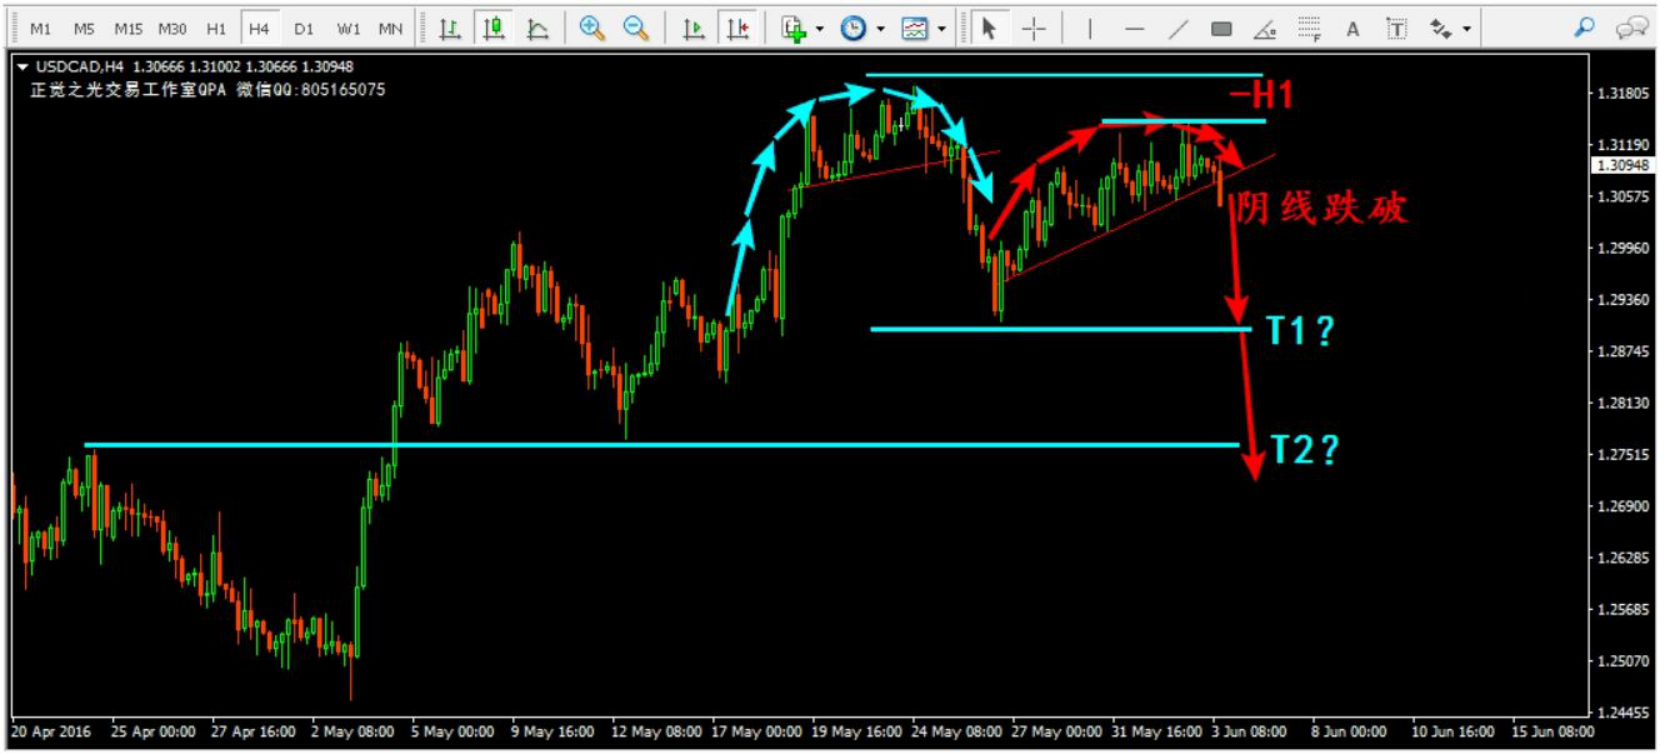 M1 M5 M15 M30 H1 H4 D1 W1 MN
USDCAD,H4 1.30666 1.31002 1.30666 1.30948
正觉之光交易工作室QPA 微信QQ:805165075
-H1
阴线跌破
T1?
T2?
1.31805
1.31190
1.30948
1.30575
1.29960
1.29360
1.28745
1.28130
1.27515
1.26900
1.26285
1.25685
1.25070
1.24455
20 Apr 2016 25 Apr 00:00 27 Apr 16:00 2 May 08:00 5 May 00:00 9 May 16:00 12 May 08:00 17 May 00:00 19 May 16:00 24 May 08:00 27 May 00:00 31 May 16:00 3 Jun 08:00 8 Jun 00:00 10 Jun 16:00 15 Jun 08:00